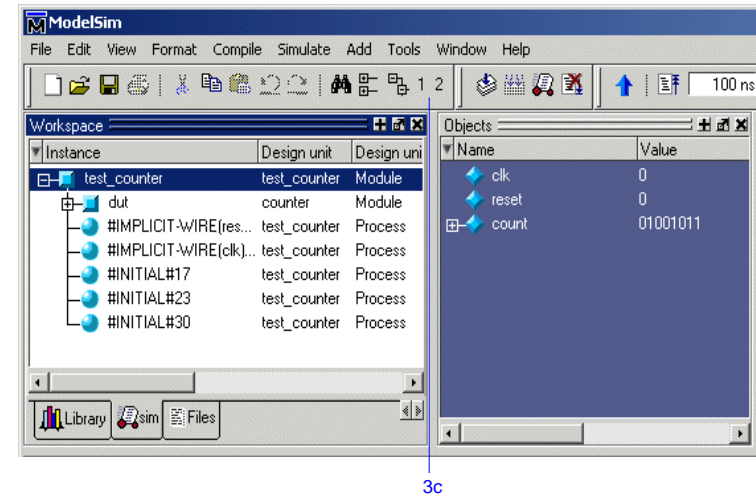 ModelSim
File Edit View Format Compile Simulate Add Tools Window Help
1 2 100 ns
Workspace
Instance Design unit Design uni
test_counter test_counter Module
dut counter Module
#IMPLICIT-WIRE(res... test_counter Process
#IMPLICIT-WIRE(clk)... test_counter Process
#INITIAL#17 test_counter Process
#INITIAL#23 test_counter Process
#INITIAL#30 test_counter Process
Library sim Files
Objects
Name Value
clk 0
reset 0
count 01001011
3c